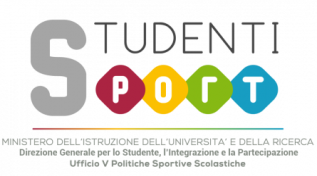 STUDENTI
SPORT
MINISTERO DELL'ISTRUZIONE DELL'UNIVERSITA' E DELLA RICERCA
Direzione Generale per lo Studente, l'Integrazione e la Partecipazione
Ufficio V Politiche Sportive Scolastiche